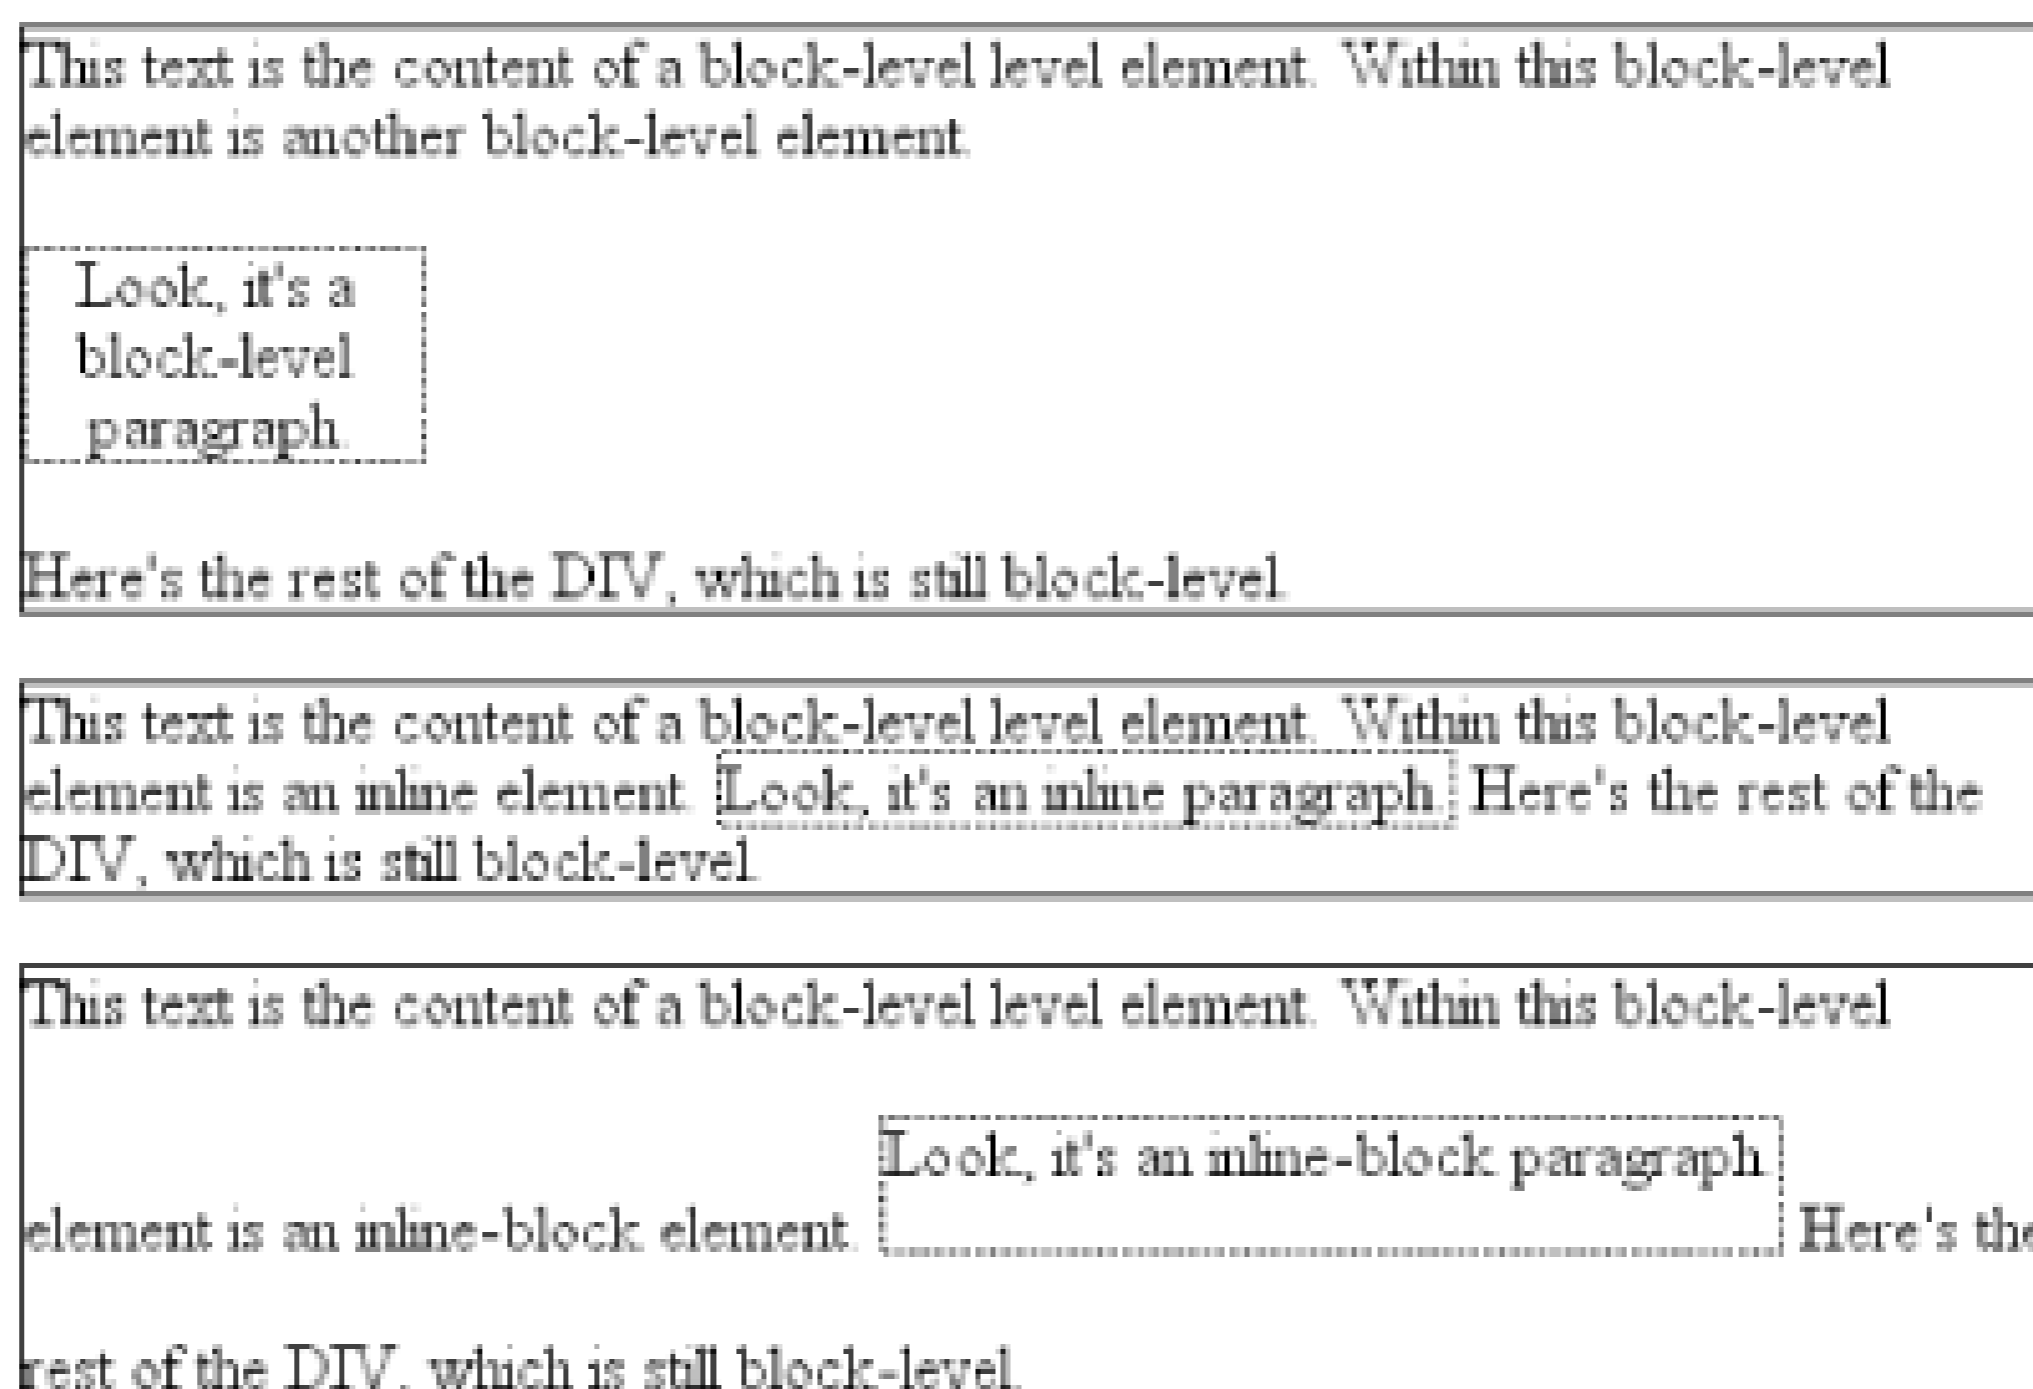 This text is the content of a block-level level element. Within this block-level
element is another block-level element.
Look, it's a
block-level
paragraph.
Here's the rest of the DIV, which is still block-level.
This text is the content of a block-level level element. Within this block-level
element is an inline element. Look, it's an inline paragraph. Here's the rest of the
DIV, which is still block-level.
This text is the content of a block-level level element. Within this block-level
Look, it's an inline-block paragraph.
element is an inline-block element. Here's the
rest of the DIV, which is still block-level.